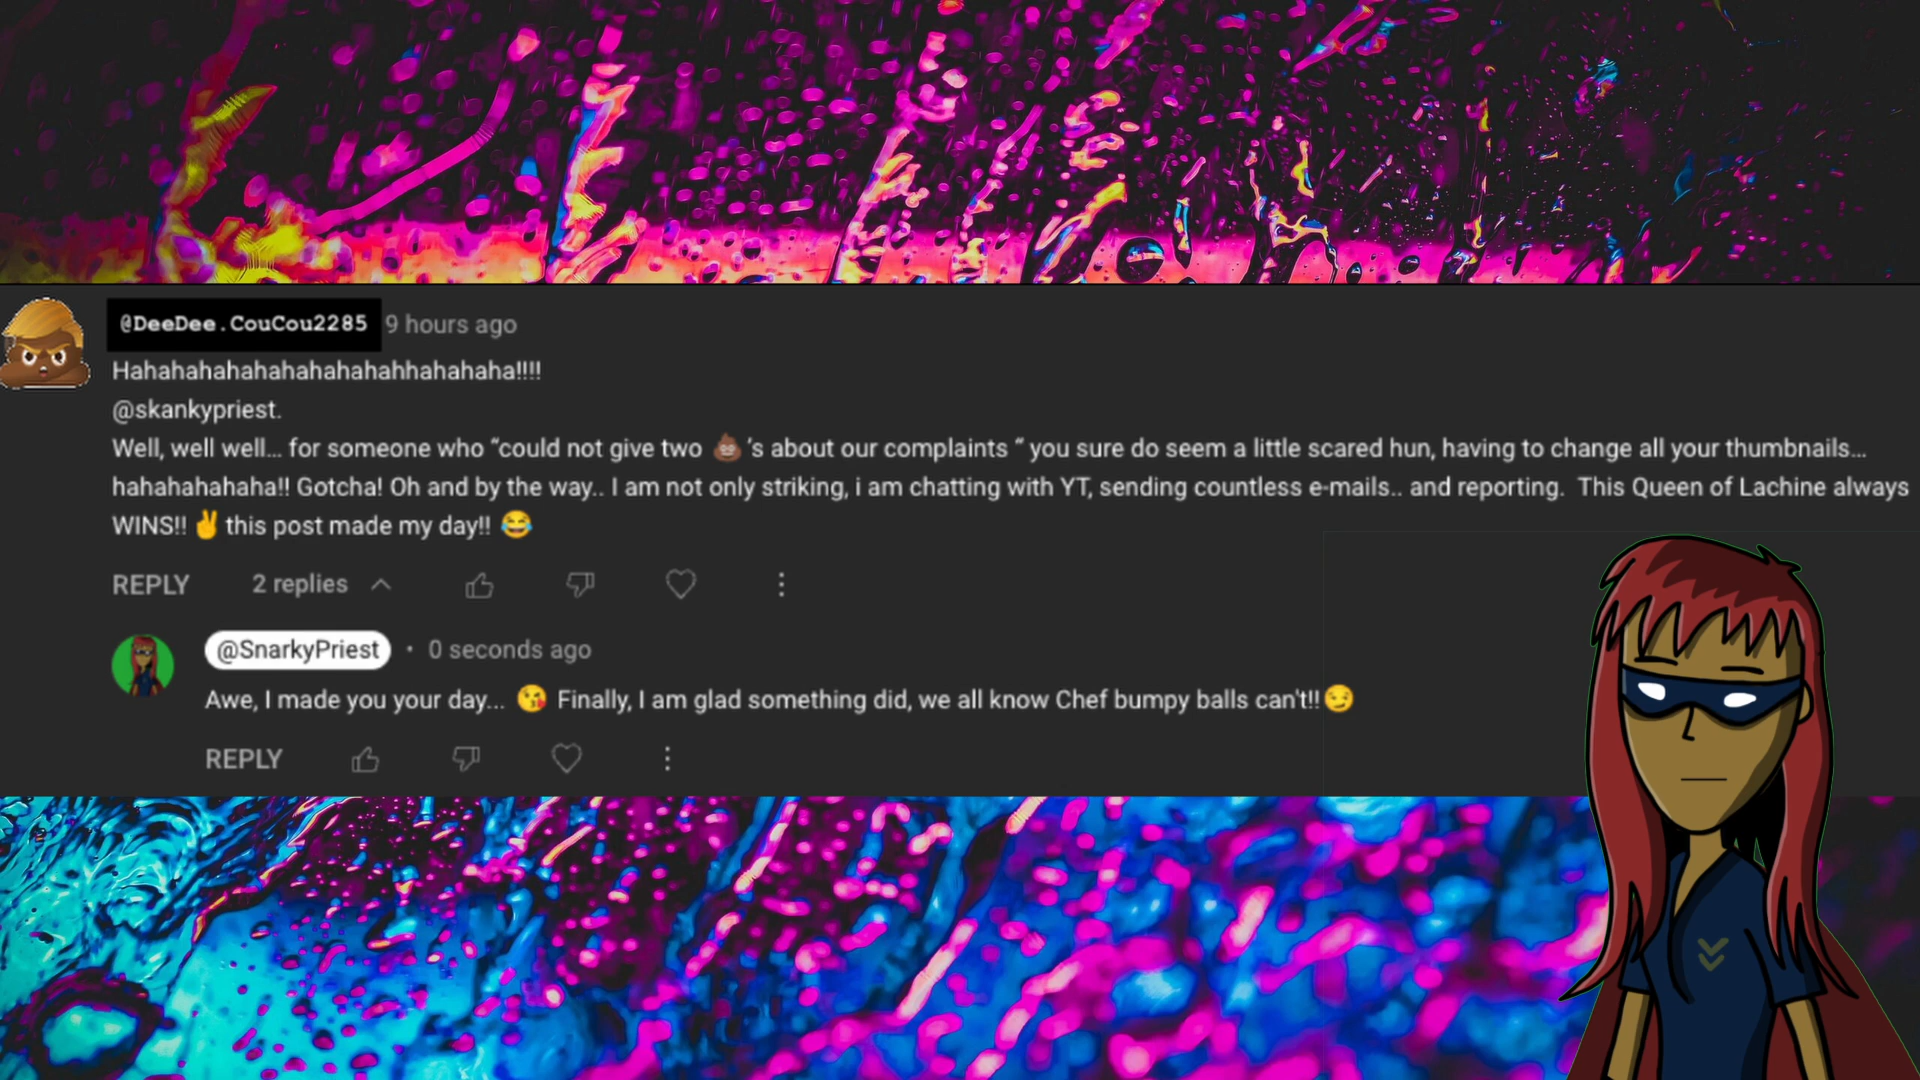 @DeeDee.CouCou2285 9 hours ago
Hahahahahahahahahahahhahahaha!!!!
@skankypriest.
Well, well well... for someone who “could not give two 💩 ’s about our complaints “ you sure do seem a little scared hun, having to change all your thumbnails...
hahahahahaha!! Gotcha! Oh and by the way.. I am not only striking, i am chatting with YT, sending countless e-mails.. and reporting.  This Queen of Lachine always
WINS!! ✌️ this post made my day!! 😂
REPLY 2 replies
@SnarkyPriest · 0 seconds ago
Awe, I made you your day... 😘 Finally, I am glad something did, we all know Chef bumpy balls can't!!😏
REPLY